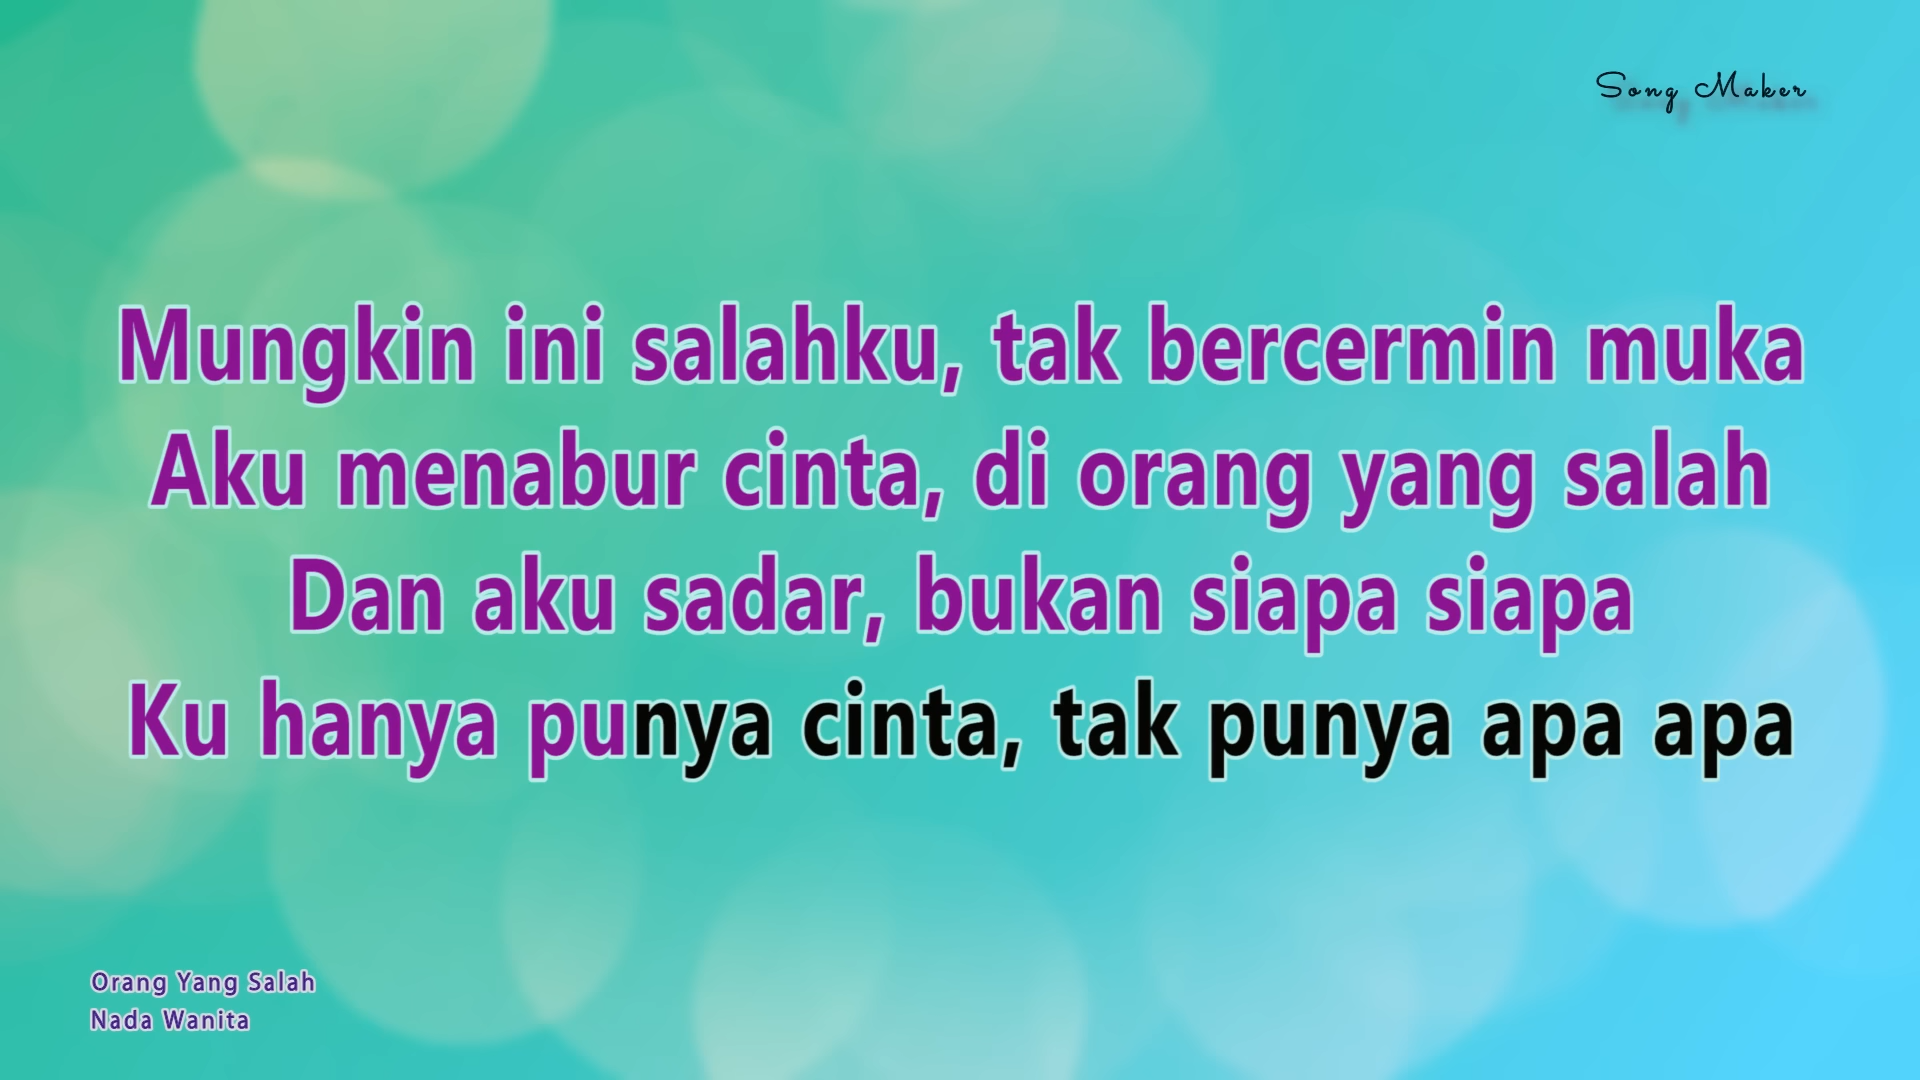 Song Maker
Mungkin ini salahku, tak bercermin muka
Aku menabur cinta, di orang yang salah
Dan aku sadar, bukan siapa siapa
Ku hanya punya cinta, tak punya apa apa
Orang Yang Salah
Nada Wanita